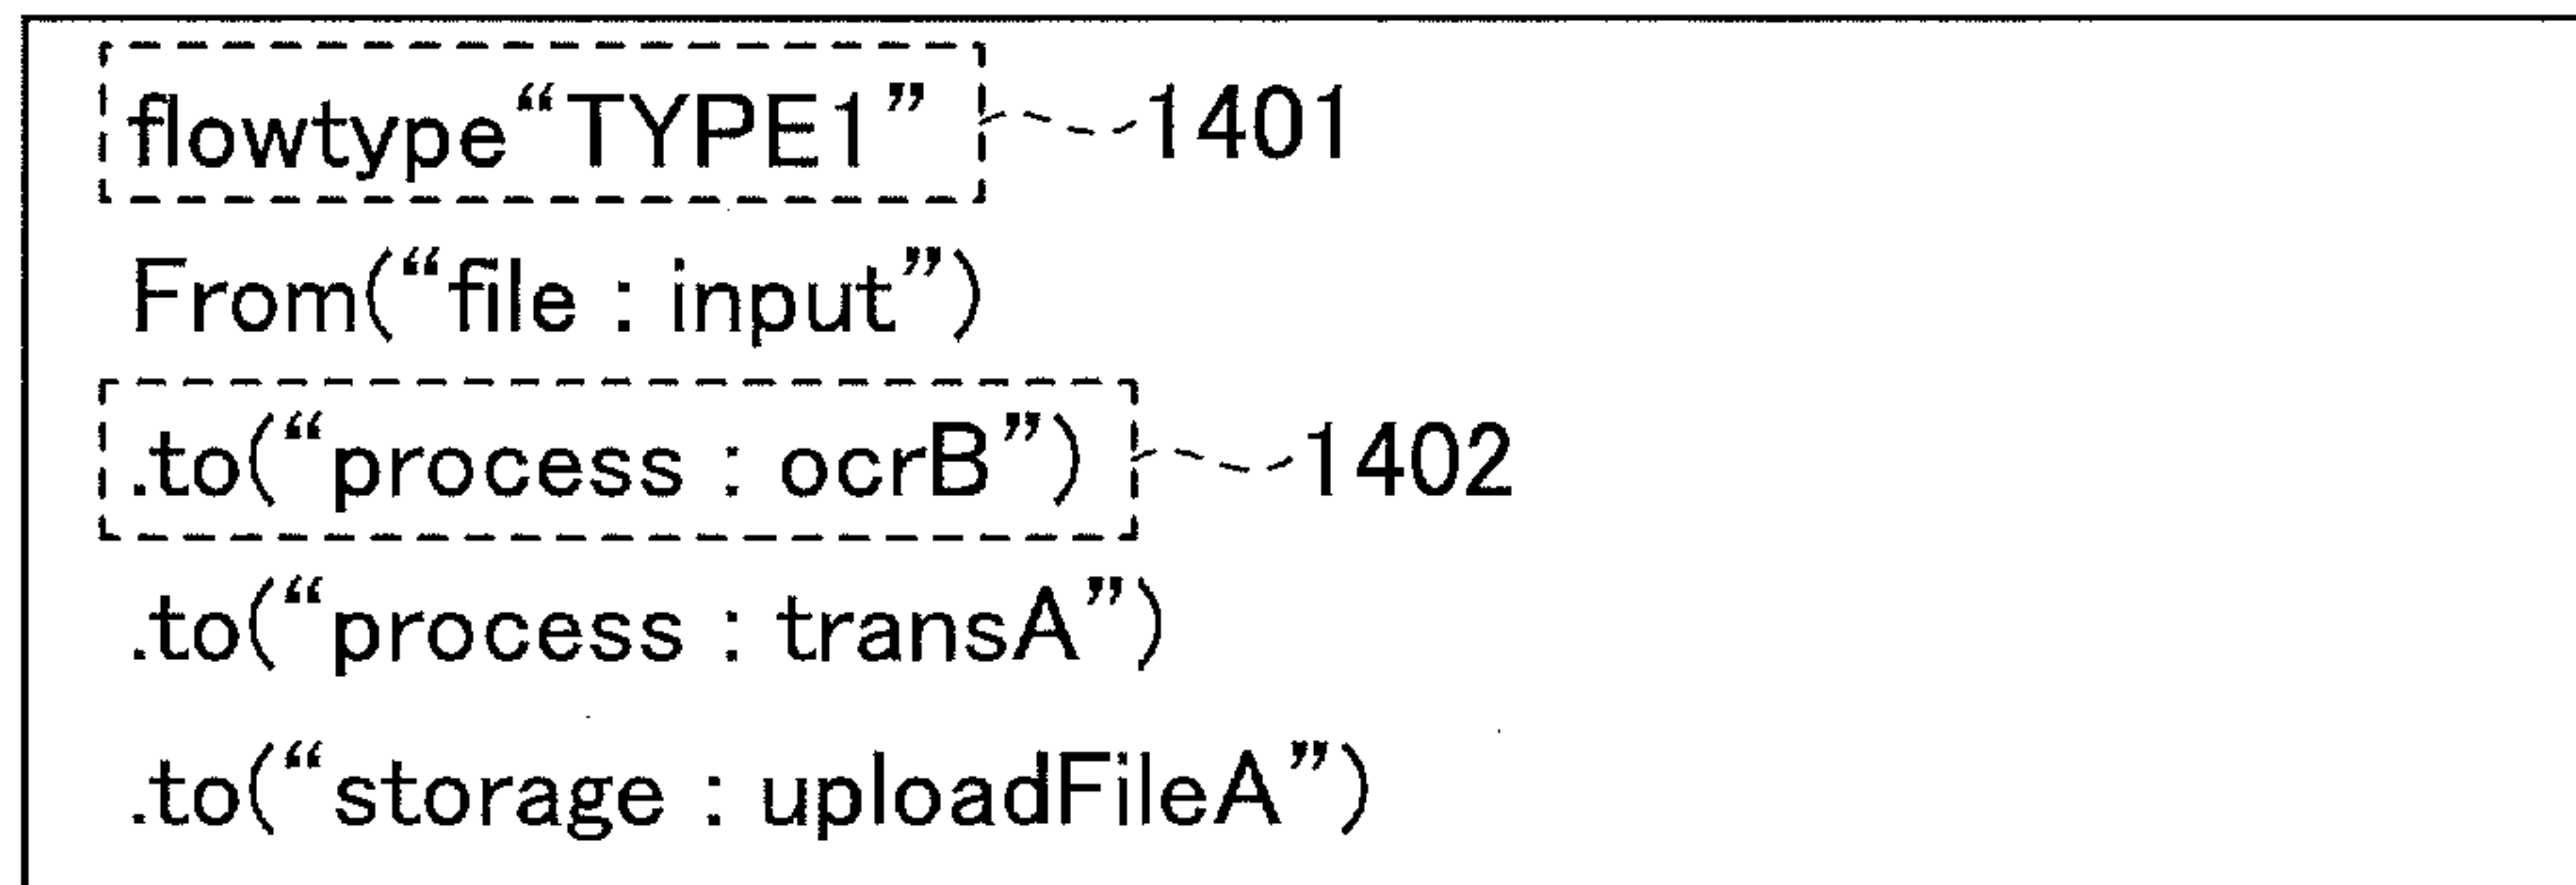 flowtype“TYPE1” 1401
From(“file : input”)
.to(“process : ocrB”) 1402
.to(“process : transA”)
.to(“storage : uploadFileA”)